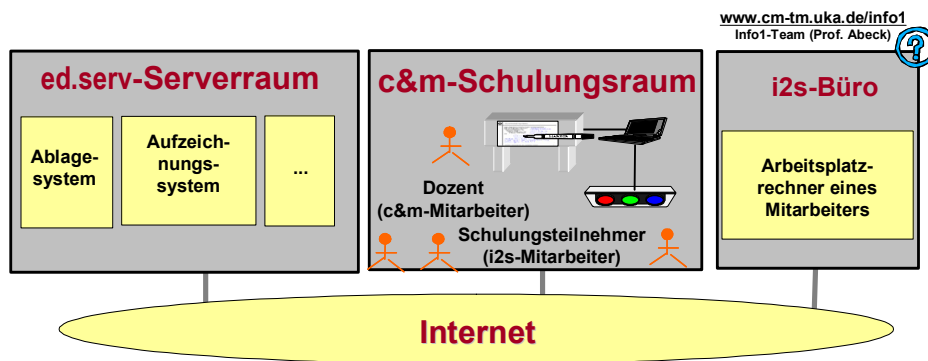 www.cm-tm.uka.de/info1
Info1-Team (Prof. Abeck)
?
ed.serv-Serverraum
Ablage-
system
Aufzeich-
nungs-
system
...
c&m-Schulungsraum
Dozent
(c&m-Mitarbeiter)
Schulungsteilnehmer
(i2s-Mitarbeiter)
i2s-Büro
Arbeitsplatz-
rechner eines
Mitarbeiters
Internet